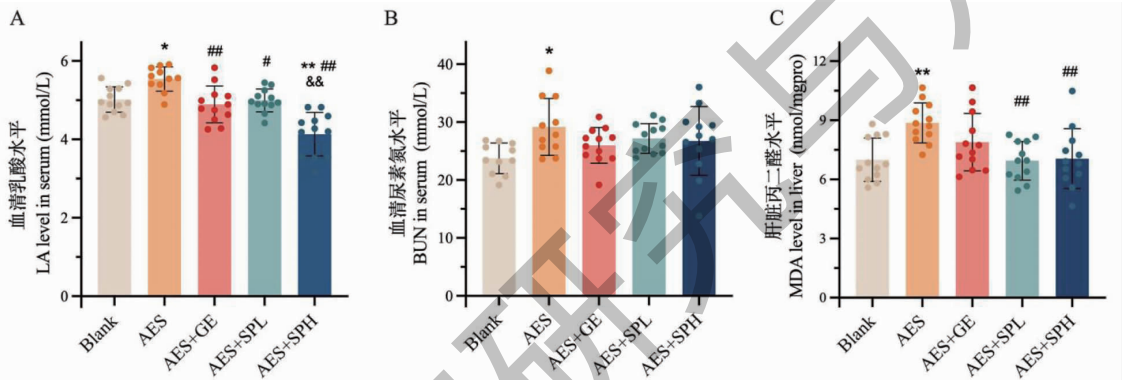 A
血清乳酸水平
LA level in serum (mmol/L)
6
4
2
0
*
##
#
** ##
&&
Blank
AES
AES+GE
AES+SPL
AES+SPH
B
血清尿素氮水平
BUN in serum (mmol/L)
40
30
20
10
0
*
Blank
AES
AES+GE
AES+SPL
AES+SPH
C
肝脏丙二醛水平
MDA level in liver (nmol/mgpro)
12
9
6
3
0
**
##
##
Blank
AES
AES+GE
AES+SPL
AES+SPH
研究与